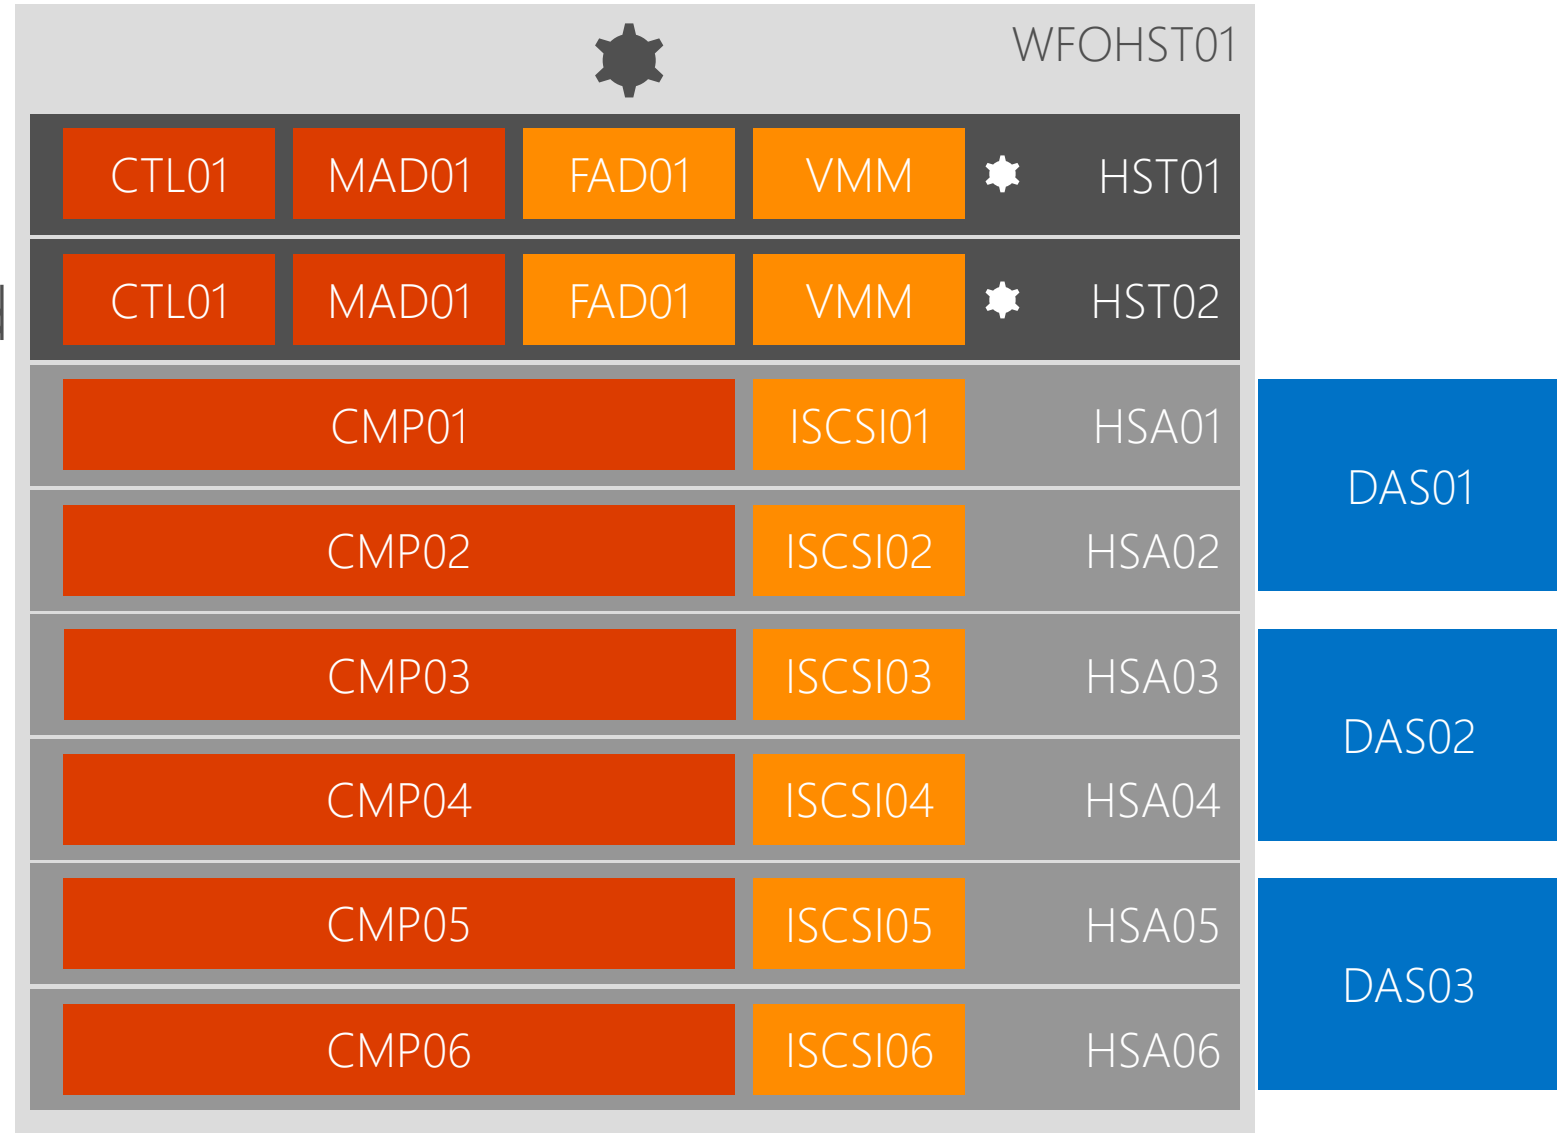 WFOHST01
CTL01 MAD01 FAD01 VMM HST01
CTL01 MAD01 FAD01 VMM HST02
CMP01 ISCSI01 HSA01
DAS01
CMP02 ISCSI02 HSA02
CMP03 ISCSI03 HSA03
DAS02
CMP04 ISCSI04 HSA04
CMP05 ISCSI05 HSA05
DAS03
CMP06 ISCSI06 HSA06